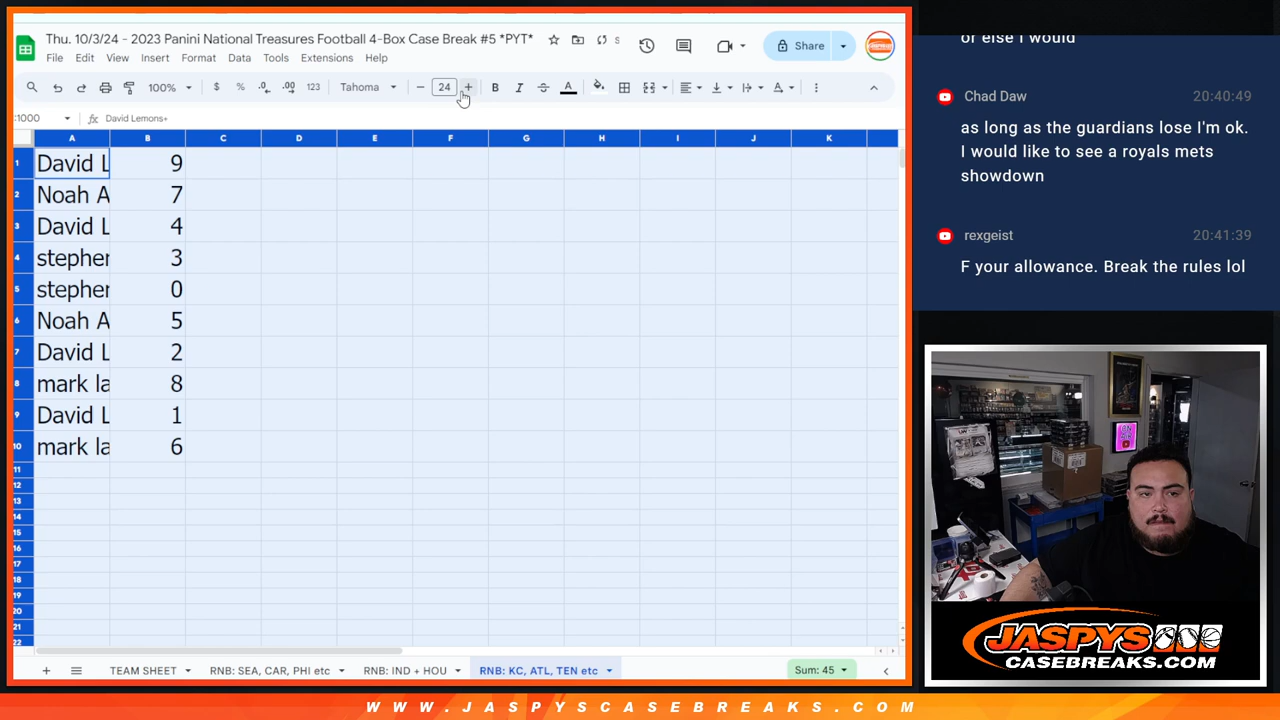 Thu. 10/3/24 - 2023 Panini National Treasures Football 4-Box Case Break #5 *PYT*
File Edit View Insert Format Data Tools Extensions Help
Share
100% $ % .0 .00 123 Tahoma − 24 + B I S A
:1000 fx David Lemons+
A B C D E F G H I J K
1 David L 9
2 Noah A 7
3 David L 4
4 stepher 3
5 stepher 0
6 Noah A 5
7 David L 2
8 mark la 8
9 David L 1
10 mark la 6
11
12
13
14
15
16
17
18
19
20
21
22
+ TEAM SHEET RNB: SEA, CAR, PHI etc RNB: IND + HOU RNB: KC, ATL, TEN etc Sum: 45
or else I would
Chad Daw 20:40:49
as long as the guardians lose I'm ok.
I would like to see a royals mets
showdown
rexgeist 20:41:39
F your allowance. Break the rules lol
JASPYS
CASEBREAKS.COM
WWW.JASPYSCASEBREAKS.COM